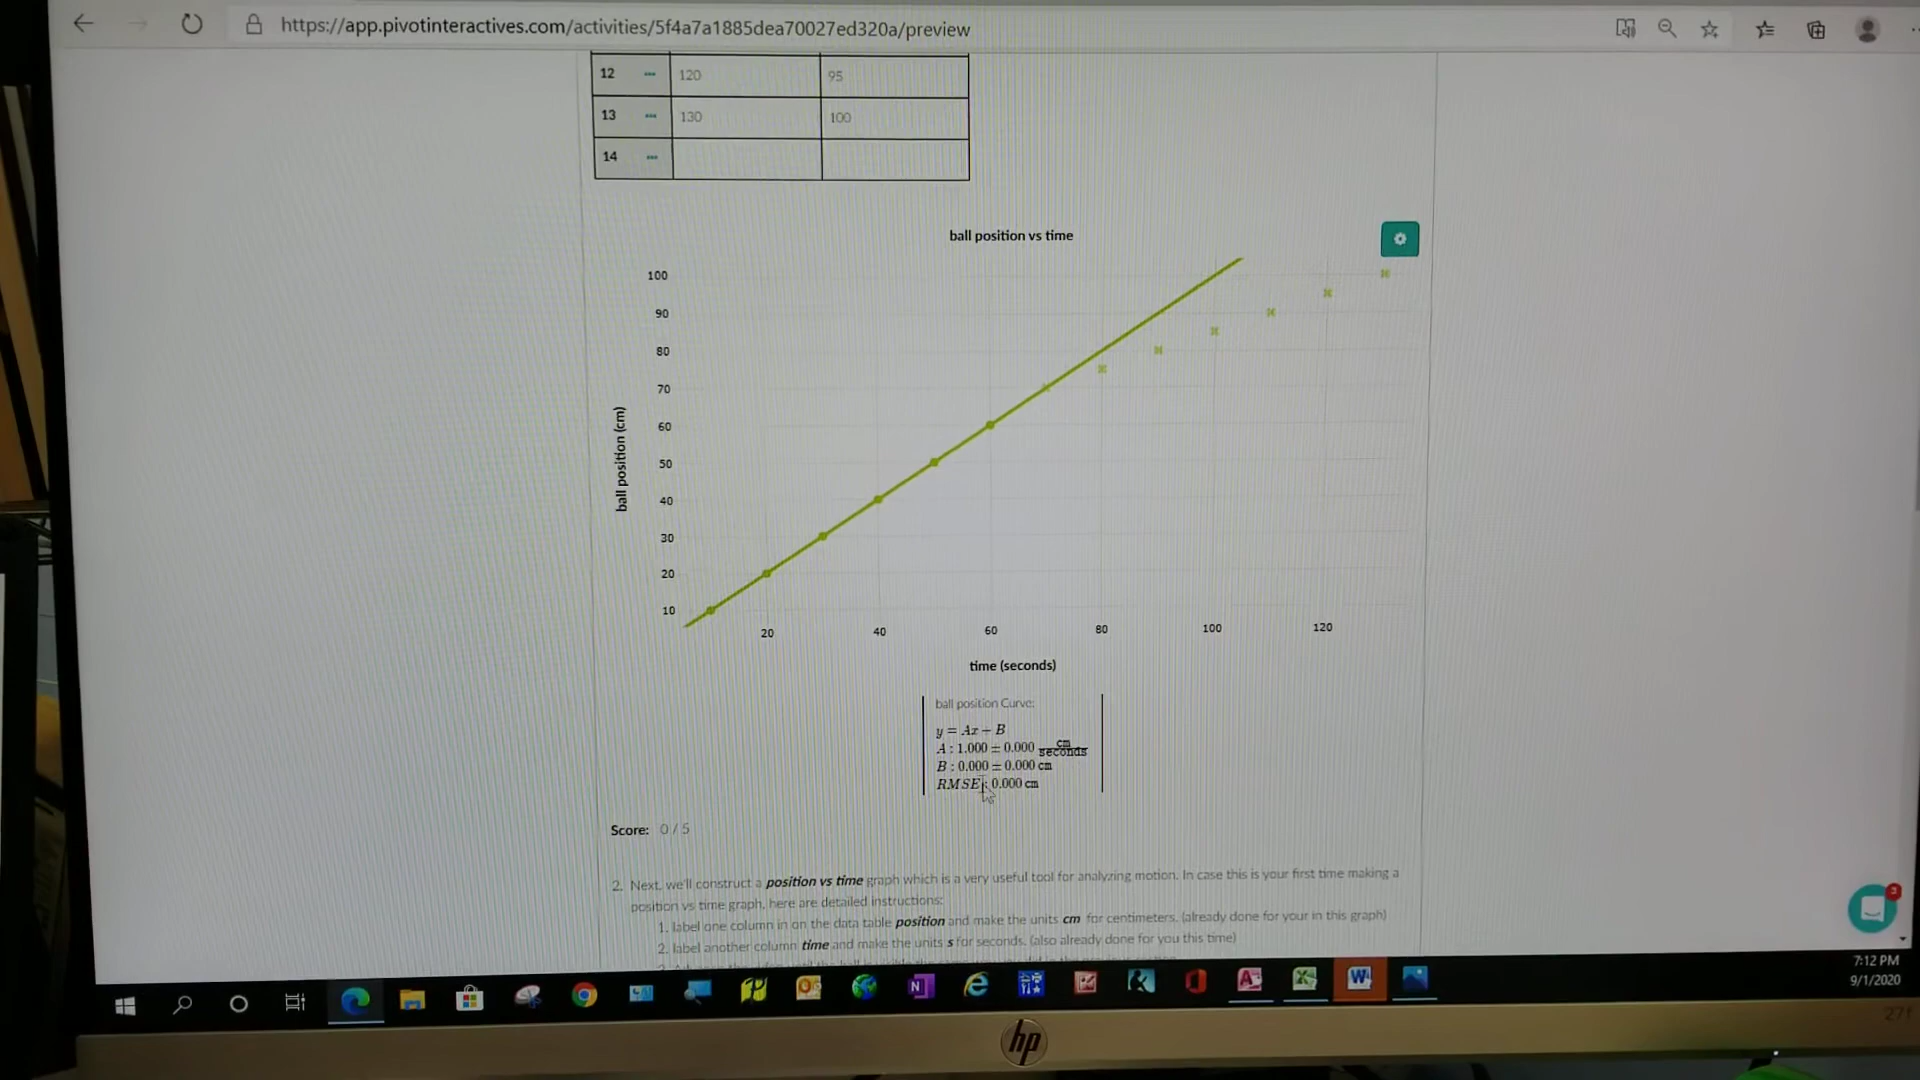 https://app.pivotinteractives.com/activities/5f4a7a1885dea70027ed320a/preview
12 ••• 120 95
13 ••• 130 100
14 •••
ball position vs time
100
90
80
70
60
50
40
30
20
10
ball position (cm)
20 40 60 80 100 120
time (seconds)
ball position Curve:
y = Ax + B
A : 1.000 ± 0.000 cm/seconds
B : 0.000 ± 0.000 cm
RMSE : 0.000 cm
Score: 0 / 5
2. Next, we'll construct a position vs time graph which is a very useful tool for analyzing motion. In case this is your first time making a
position vs time graph, here are detailed instructions:
1. label one column in on the data table position and make the units cm for centimeters. (already done for your in this graph)
2. label another column time and make the units s for seconds. (also already done for you this time)
3
7:12 PM
9/1/2020
hp